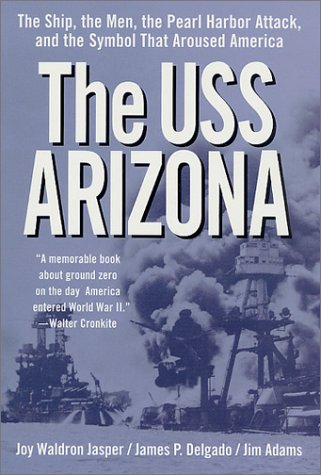 The Ship, the Men, the Pearl Harbor Attack,
and the Symbol That Aroused America
The USS
ARIZONA
“A memorable book
about ground zero
on the day America
entered World War II.”
—Walter Cronkite
Joy Waldron Jasper / James P. Delgado / Jim Adams